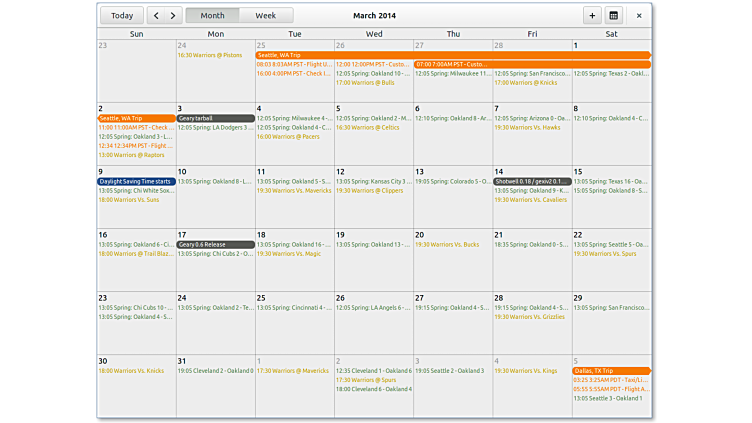 Today
Month
Week
March 2014
Sun Mon Tue Wed Thu Fri Sat
23 24 25 26 27 28 1
16:30 Warriors @ Pistons
Seattle, WA Trip
08:03 8:03AM PST - Flight U...
12:00 12:00PM PST - Custo...
07:00 7:00AM PST - Custo...
16:00 4:00PM PST - Check I...
12:05 Spring: Oakland 10 - ...
12:05 Spring: Milwaukee 11...
12:05 Spring: San Francisco...
12:05 Spring: Texas 2 - Oakl...
17:00 Warriors @ Bulls
17:00 Warriors @ Knicks
2 3 4 5 6 7 8
Seattle, WA Trip
Geary tarball
12:05 Spring: Milwaukee 4 -...
12:05 Spring: Oakland 2 - M...
12:10 Spring: Oakland 8 - Ar...
12:05 Spring: Arizona 0 - Oa...
12:10 Spring: Oakland 4 - C...
11:00 11:00AM PST - Check ...
12:05 Spring: LA Dodgers 3 ...
12:05 Spring: Oakland 4 - C...
16:30 Warriors @ Celtics
19:30 Warriors Vs. Hawks
12:05 Spring: Oakland 3 - L...
16:00 Warriors @ Pacers
12:34 12:34PM PST - Flight ...
13:00 Warriors @ Raptors
9 10 11 12 13 14 15
Daylight Saving Time starts
13:05 Spring: Oakland 8 - L...
13:05 Spring: Oakland 5 - S...
13:05 Spring: Kansas City 3 ...
13:05 Spring: Colorado 5 - O...
Shotwell 0.18 / gexiv2 0.1...
13:05 Spring: Texas 16 - Oa...
13:05 Spring: Chi White Sox...
19:30 Warriors Vs. Mavericks
19:30 Warriors @ Clippers
13:05 Spring: Oakland 9 - K...
15:05 Spring: Oakland 8 - S...
18:00 Warriors Vs. Suns
19:30 Warriors Vs. Cavaliers
16 17 18 19 20 21 22
13:05 Spring: Oakland 6 - Ci...
Geary 0.6 Release
13:05 Spring: Oakland 16 - ...
13:05 Spring: Oakland 13 - ...
19:30 Warriors Vs. Bucks
18:35 Spring: Oakland 0 - S...
13:05 Spring: Seattle 5 - Oa...
18:00 Warriors @ Trail Blaz...
13:05 Spring: Chi Cubs 2 - O...
19:30 Warriors Vs. Magic
19:30 Warriors Vs. Spurs
23 24 25 26 27 28 29
13:05 Spring: Chi Cubs 10 - ...
13:05 Spring: Oakland 2 - Te...
13:05 Spring: Cincinnati 4 - ...
12:05 Spring: LA Angels 6 - ...
19:15 Spring: Oakland 4 - S...
19:15 Spring: Oakland 4 - S...
13:05 Spring: San Francisco...
13:05 Spring: Oakland 4 - S...
19:30 Warriors Vs. Grizzlies
30 31 1 2 3 4 5
18:00 Warriors Vs. Knicks
19:05 Cleveland 2 - Oakland 0
17:30 Warriors @ Mavericks
12:35 Cleveland 1 - Oakland 6
19:05 Seattle 2 - Oakland 3
19:30 Warriors Vs. Kings
Dallas, TX Trip
17:30 Warriors @ Spurs
03:25 3:25AM PDT - Taxi/Li...
18:00 Cleveland 6 - Oakland 4
05:55 5:55AM PDT - Flight A...
13:05 Seattle 3 - Oakland 1